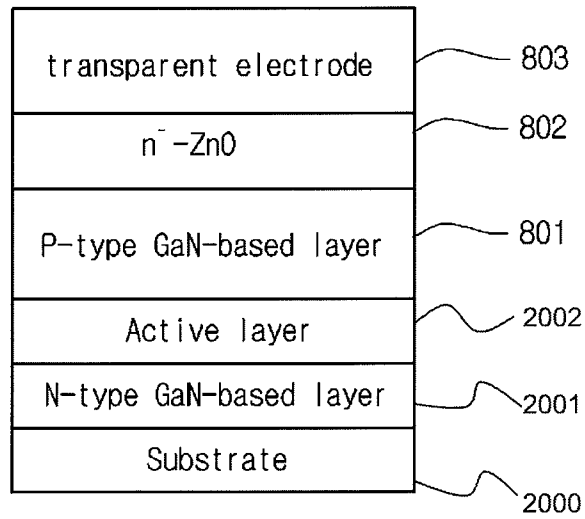 transparent electrode 803
n⁻-ZnO 802
P-type GaN-based layer 801
Active layer 2002
N-type GaN-based layer 2001
Substrate 2000